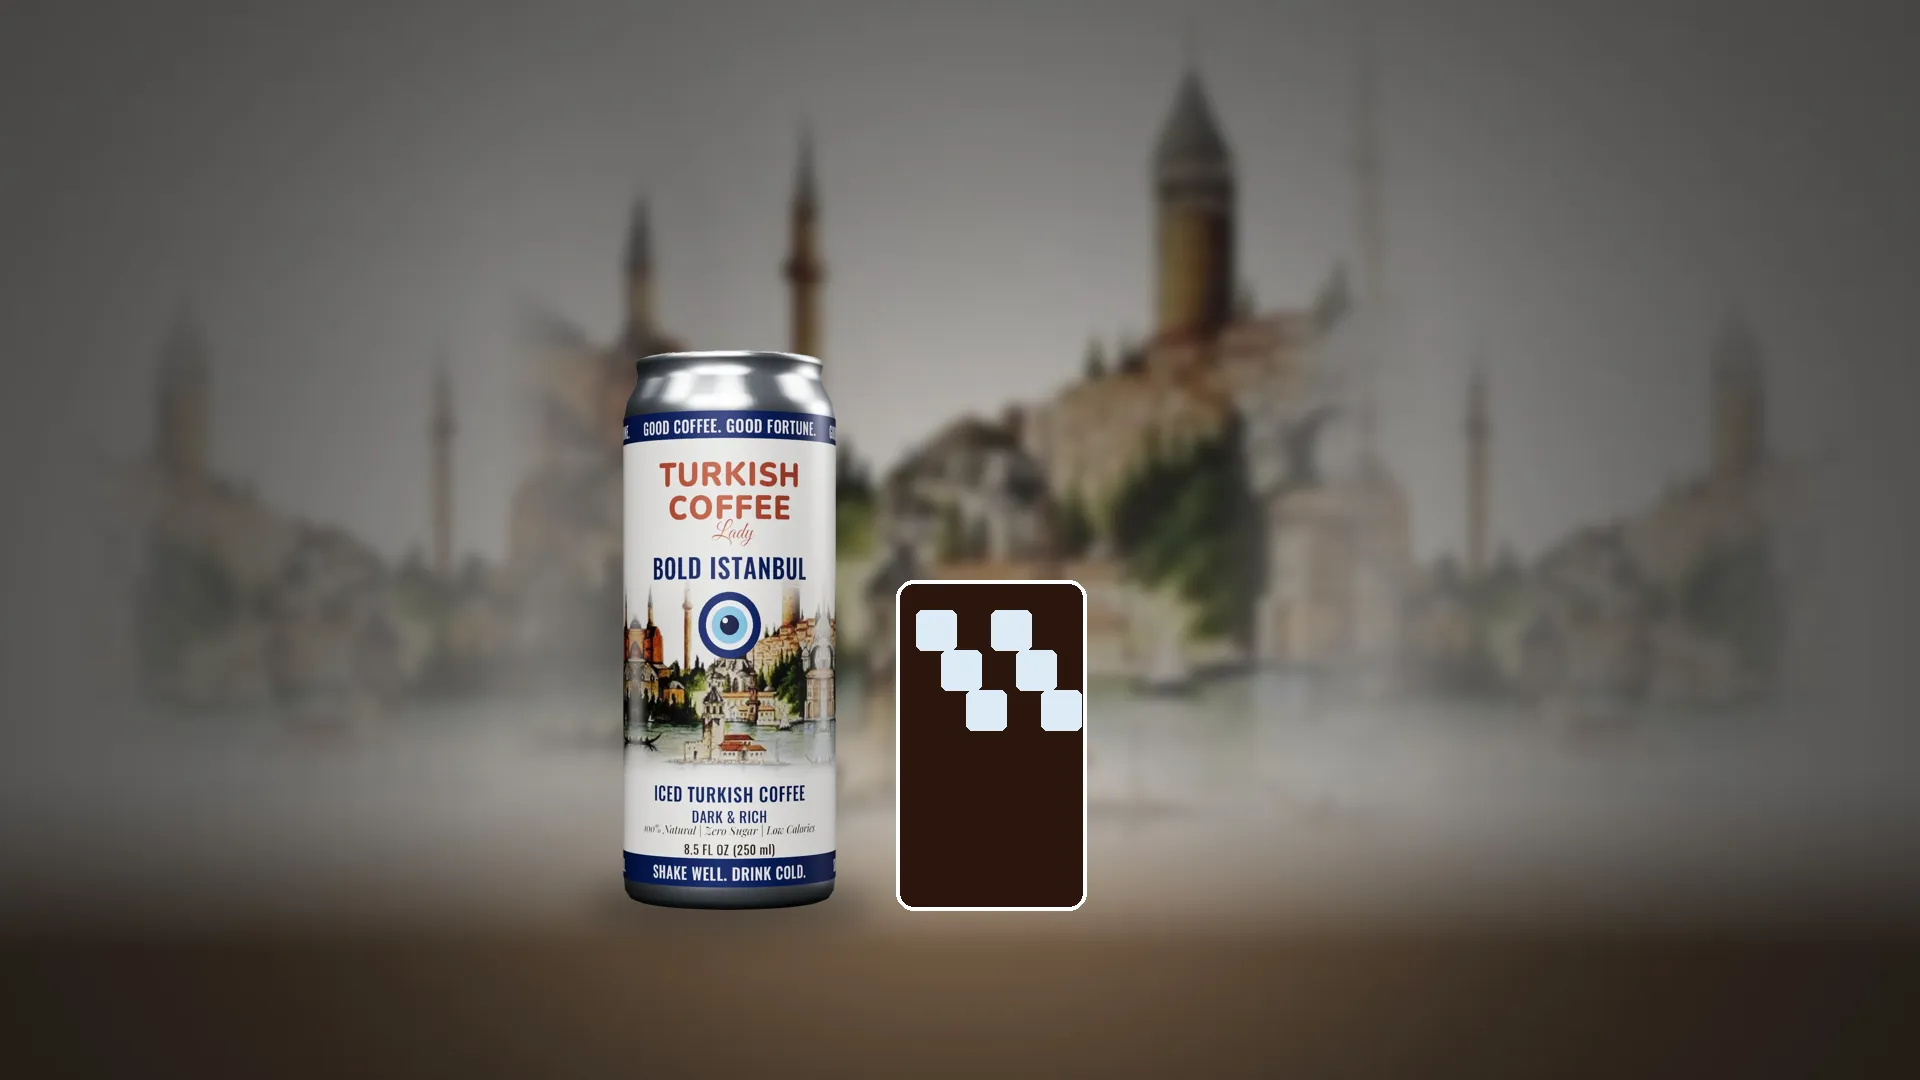 GOOD COFFEE. GOOD FORTUNE.
TURKISH
COFFEE
Lady
BOLD ISTANBUL
ICED TURKISH COFFEE
DARK & RICH
100% Natural | Zero Sugar | Low Calories
8.5 FL OZ (250 ml)
SHAKE WELL. DRINK COLD.